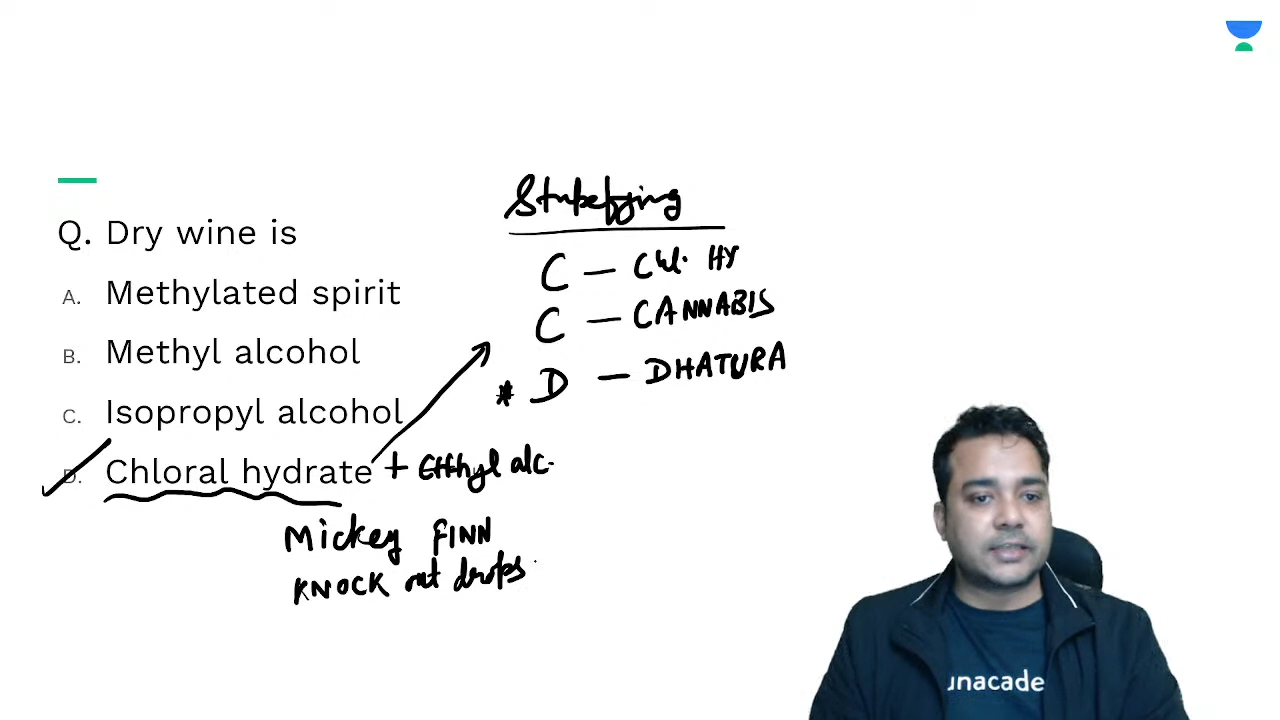 Stupefying
Q. Dry wine is
C — Chl. HY
A. Methylated spirit
C — CANNABIS
B. Methyl alcohol
* D — DHATURA
C. Isopropyl alcohol
D. Chloral hydrate + Ethyl alc.
Mickey FINN
KNOCK out drops
unacade